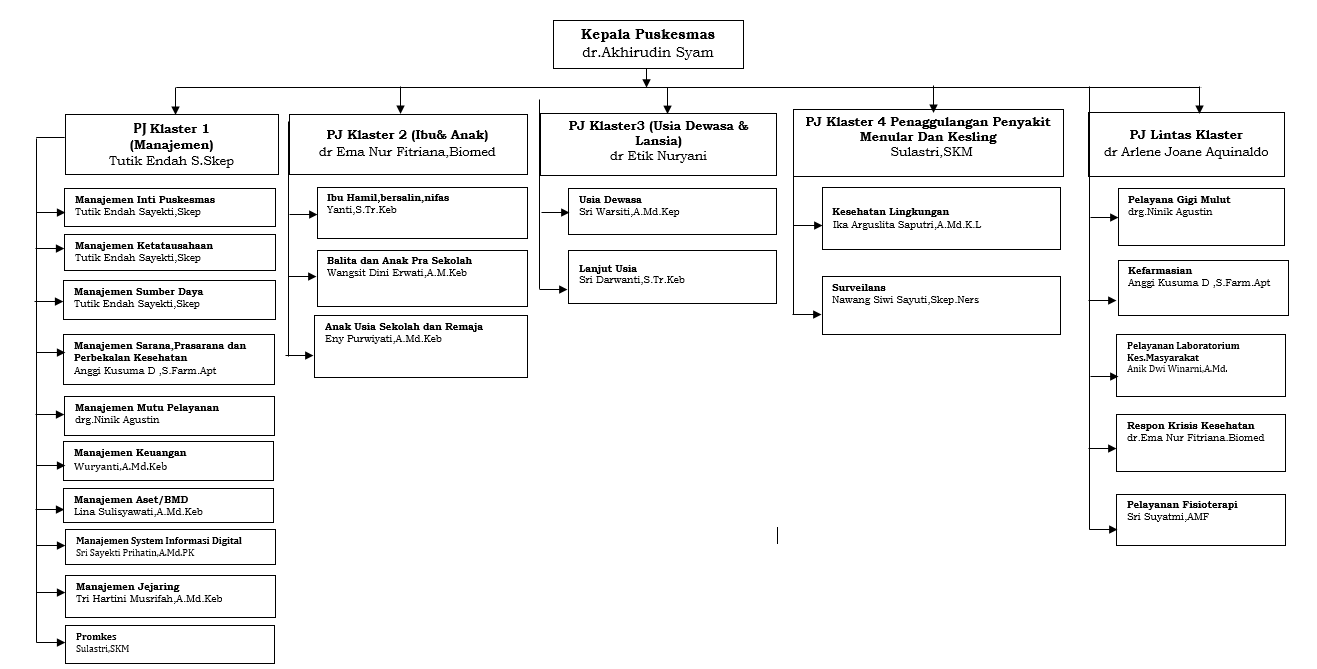 Kepala Puskesmas
dr.Akhirudin Syam
PJ Klaster 1
(Manajemen)
Tutik Endah S.Skep
Manajemen Inti Puskesmas
Tutik Endah Sayekti,Skep
Manajemen Ketatausahaan
Tutik Endah Sayekti,Skep
Manajemen Sumber Daya
Tutik Endah Sayekti,Skep
Manajemen Sarana,Prasarana dan
Perbekalan Kesehatan
Anggi Kusuma D ,S.Farm.Apt
Manajemen Mutu Pelayanan
drg.Ninik Agustin
Manajemen Keuangan
Wuryanti,A.Md.Keb
Manajemen Aset/BMD
Lina Sulisyawati,A.Md.Keb
Manajemen System Informasi Digital
Sri Sayekti Prihatin,A.Md.PK
Manajemen Jejaring
Tri Hartini Musrifah,A.Md.Keb
Promkes
Sulastri,SKM
PJ Klaster 2 (Ibu& Anak)
dr Ema Nur Fitriana,Biomed
Ibu Hamil,bersalin,nifas
Yanti,S.Tr.Keb
Balita dan Anak Pra Sekolah
Wangsit Dini Erwati,A.M.Keb
Anak Usia Sekolah dan Remaja
Eny Purwiyati,A.Md.Keb
PJ Klaster3 (Usia Dewasa &
Lansia)
dr Etik Nuryani
Usia Dewasa
Sri Warsiti,A.Md.Kep
Lanjut Usia
Sri Darwanti,S.Tr.Keb
PJ Klaster 4 Penaggulangan Penyakit
Menular Dan Kesling
Sulastri,SKM
Kesehatan Lingkungan
Ika Arguslita Saputri,A.Md.K.L
Surveilans
Nawang Siwi Sayuti,Skep.Ners
PJ Lintas Klaster
dr Arlene Joane Aquinaldo
Pelayana Gigi Mulut
drg.Ninik Agustin
Kefarmasian
Anggi Kusuma D ,S.Farm.Apt
Pelayanan Laboratorium
Kes.Masyarakat
Anik Dwi Winarni,A.Md.
Respon Krisis Kesehatan
dr.Ema Nur Fitriana.Biomed
Pelayanan Fisioterapi
Sri Suyatmi,AMF